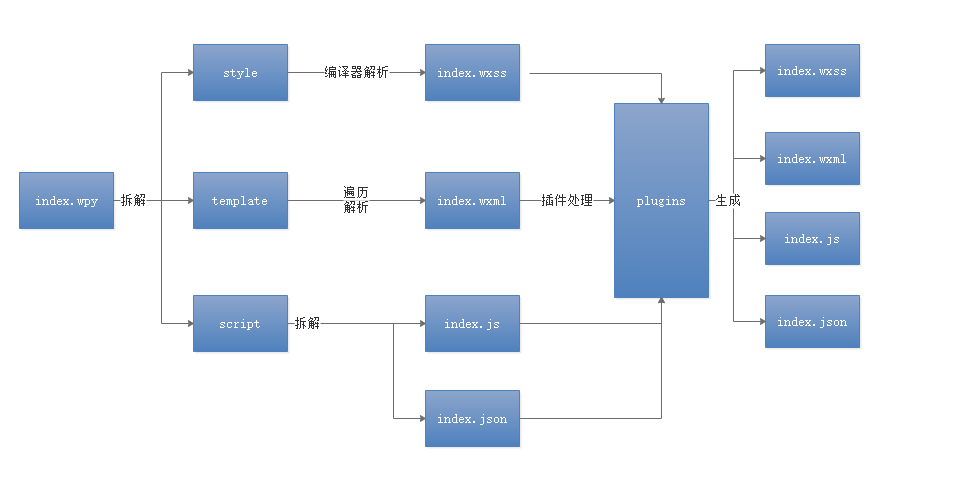 style
编译器解析
index.wxss
index.wxss
index.wpy
拆解
template
遍历
解析
index.wxml
插件处理
plugins
生成
index.wxml
index.js
script
拆解
index.js
index.json
index.json